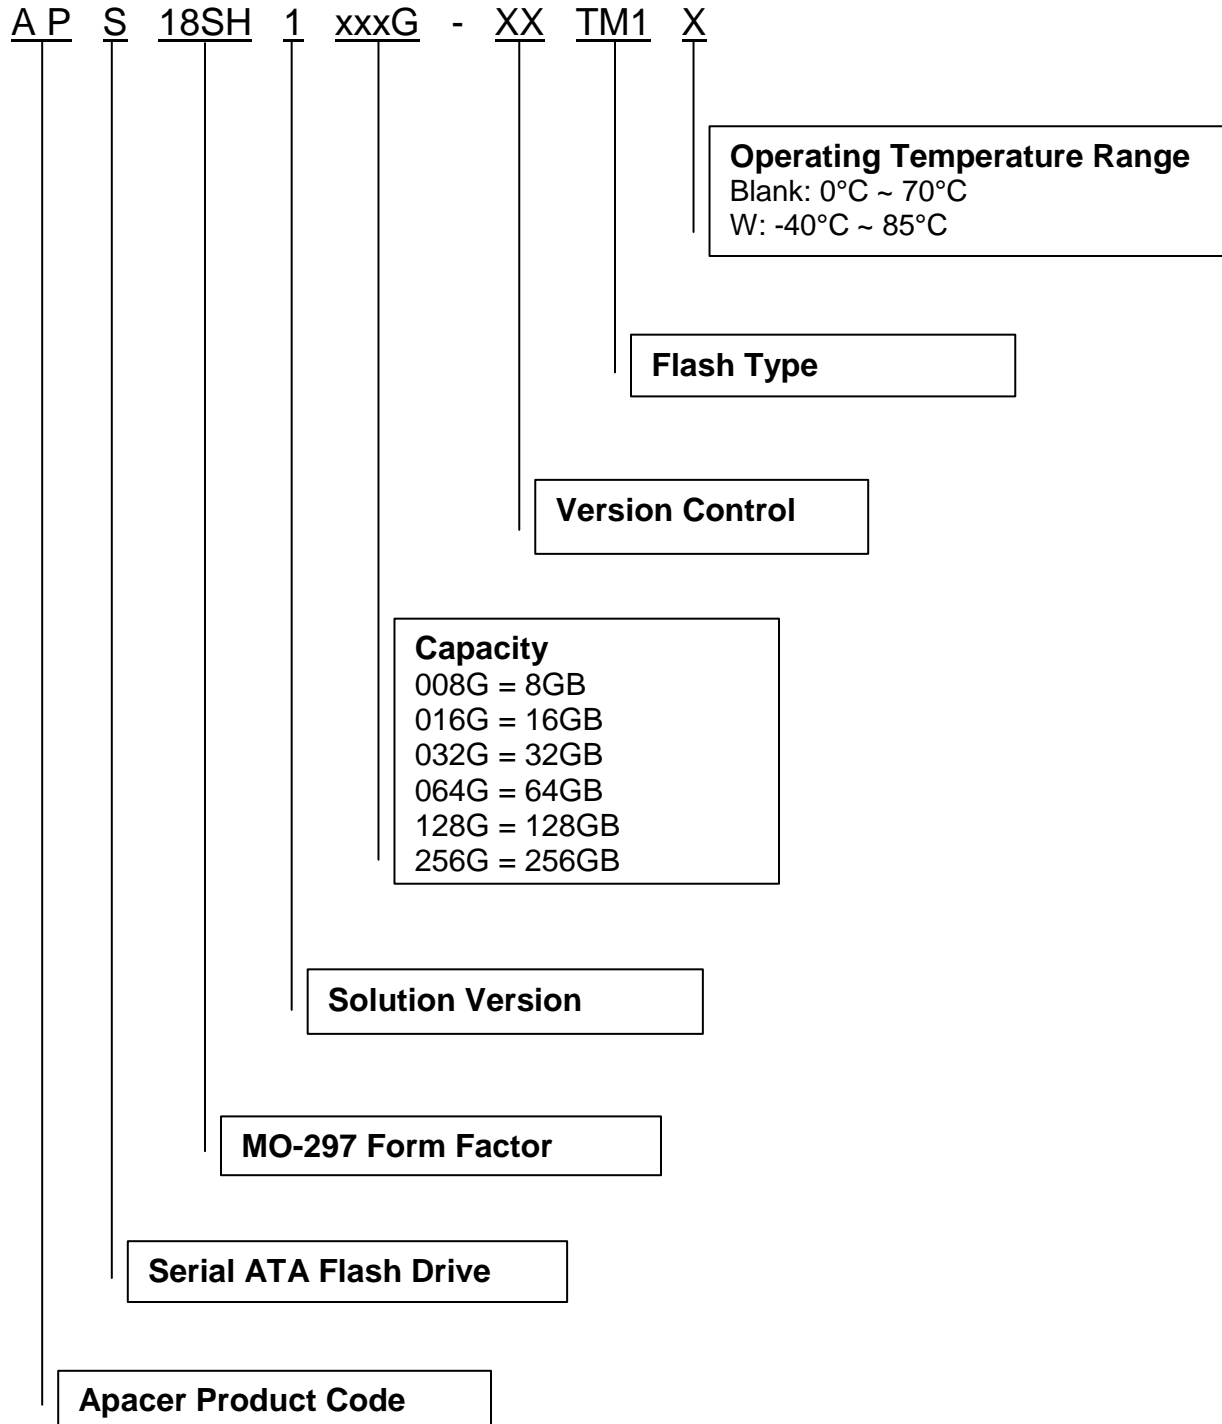 A P S 18SH 1 xxxG - XX TM1 X
Operating Temperature Range
Blank: 0°C ~ 70°C
W: -40°C ~ 85°C
Flash Type
Version Control
Capacity
008G = 8GB
016G = 16GB
032G = 32GB
064G = 64GB
128G = 128GB
256G = 256GB
Solution Version
MO-297 Form Factor
Serial ATA Flash Drive
Apacer Product Code